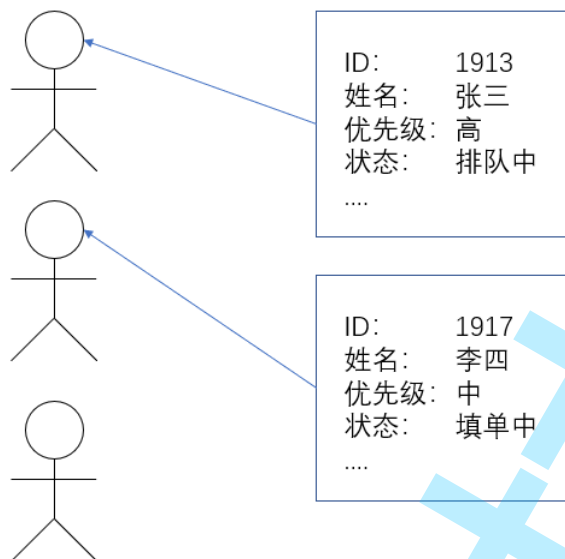 ID: 1913
姓名: 张三
优先级: 高
状态: 排队中
....
ID: 1917
姓名: 李四
优先级: 中
状态: 填单中
....